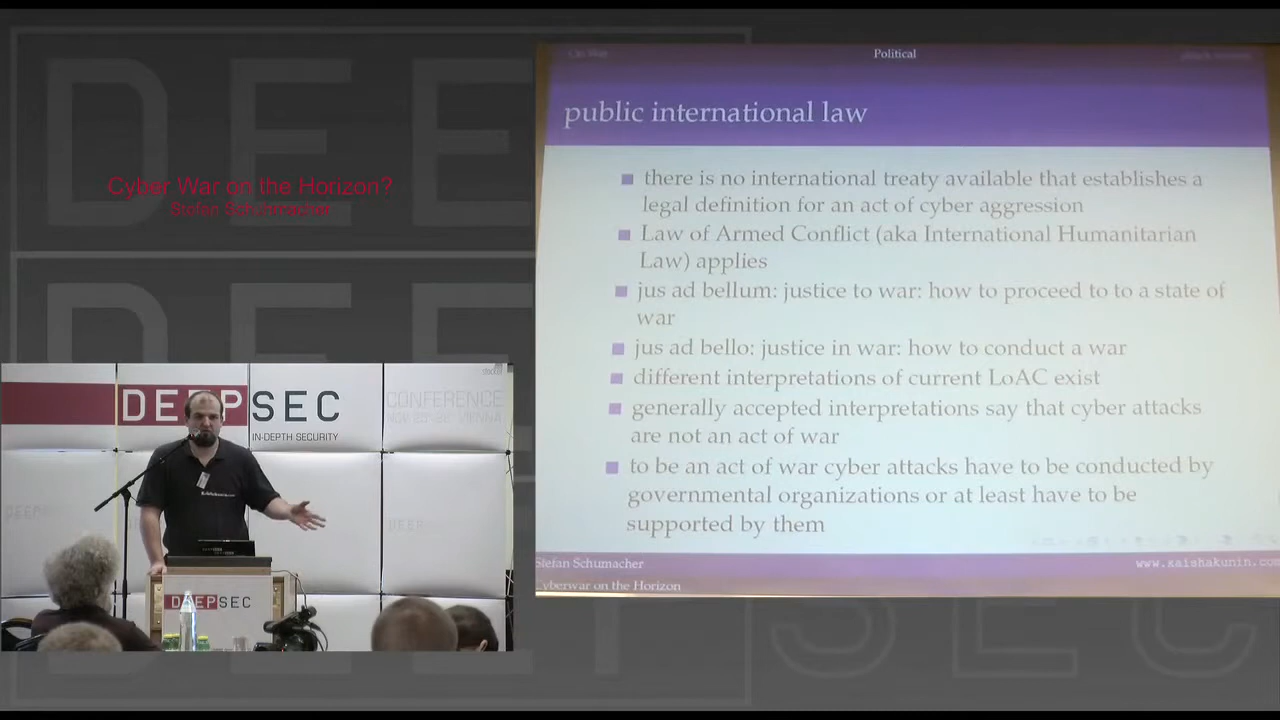 Cyber War on the Horizon?
Stefan Schuhmacher
DEEPSEC
IN-DEPTH SECURITY
CONFERENCE
DEEPSEC
On War
Political
public international law
there is no international treaty available that establishes a
legal definition for an act of cyber aggression
Law of Armed Conflict (aka International Humanitarian
Law) applies
jus ad bellum: justice to war: how to proceed to to a state of
war
jus ad bello: justice in war: how to conduct a war
different interpretations of current LoAC exist
generally accepted interpretations say that cyber attacks
are not an act of war
to be an act of war cyber attacks have to be conducted by
governmental organizations or at least have to be
supported by them
Stefan Schumacher
www.kaishakunin.com
Cyberwar on the Horizon